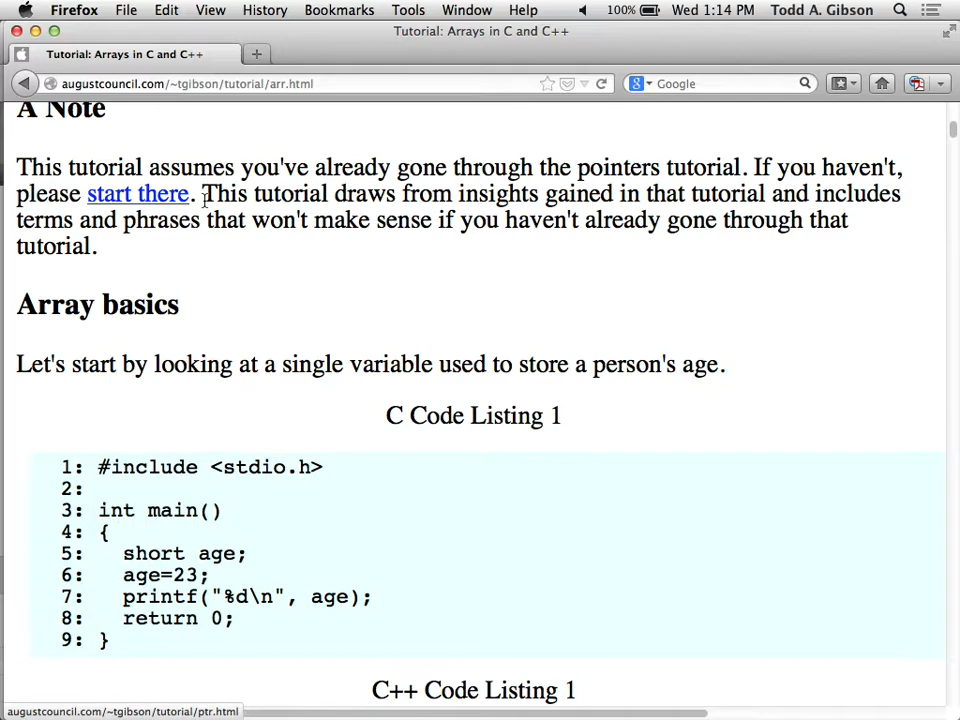 Firefox File Edit View History Bookmarks Tools Window Help 100% Wed 1:14 PM Todd A. Gibson
Tutorial: Arrays in C and C++
Tutorial: Arrays in C and C++
augustcouncil.com/~tgibson/tutorial/arr.html Google
A Note
This tutorial assumes you've already gone through the pointers tutorial. If you haven't,
please start there. This tutorial draws from insights gained in that tutorial and includes
terms and phrases that won't make sense if you haven't already gone through that
tutorial.
Array basics
Let's start by looking at a single variable used to store a person's age.
C Code Listing 1
1: #include <stdio.h>
2:
3: int main()
4: {
5:   short age;
6:   age=23;
7:   printf("%d\n", age);
8:   return 0;
9: }
C++ Code Listing 1
augustcouncil.com/~tgibson/tutorial/ptr.html